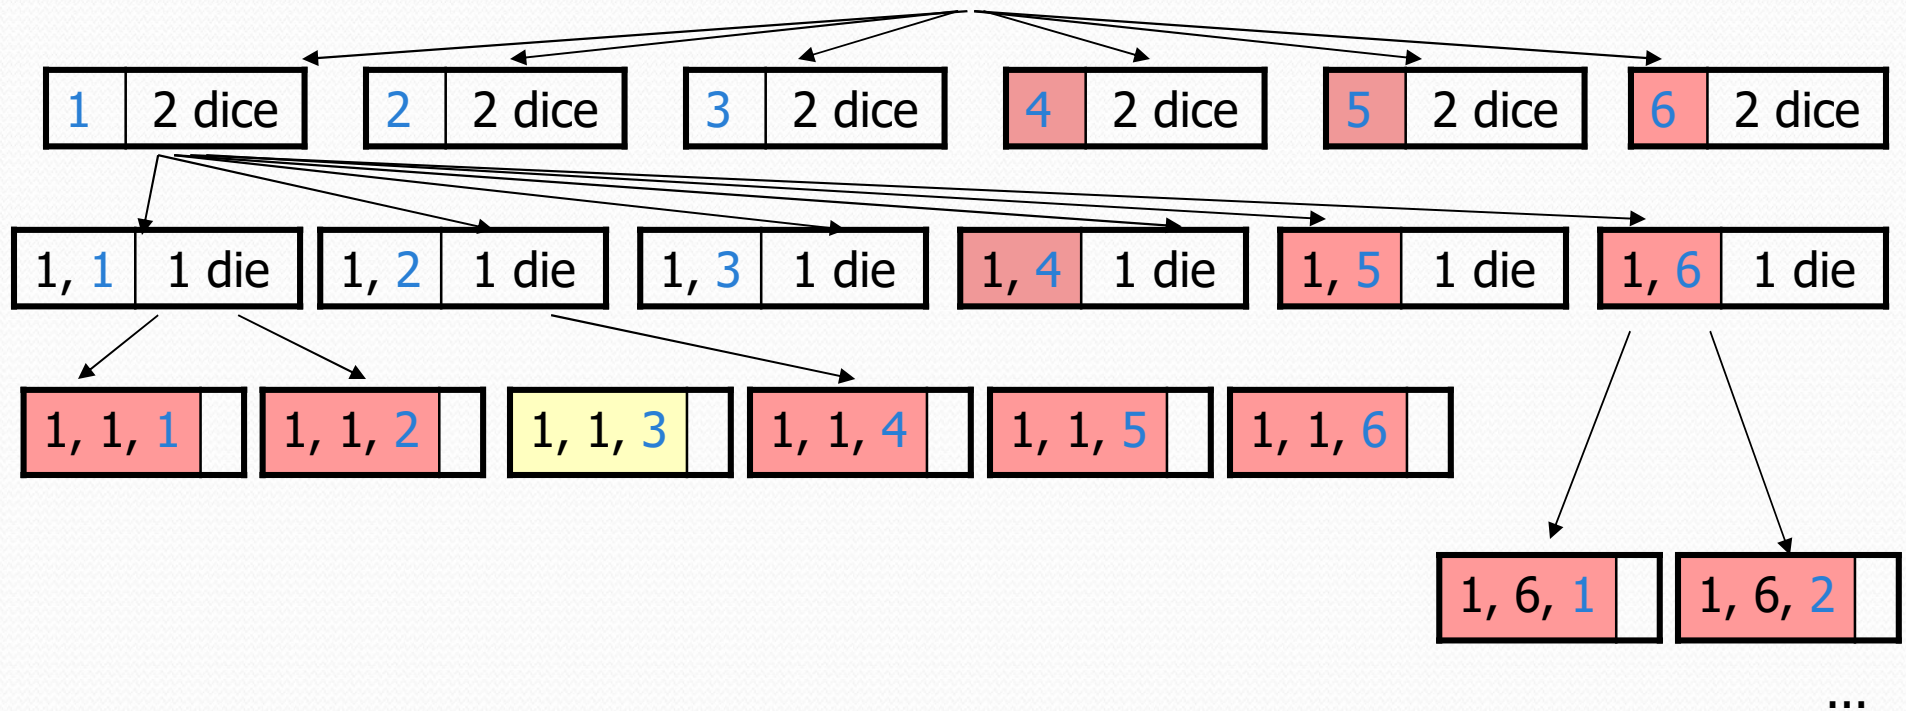 1 2 dice 2 2 dice 3 2 dice 4 2 dice 5 2 dice 6 2 dice
1, 1 1 die 1, 2 1 die 1, 3 1 die 1, 4 1 die 1, 5 1 die 1, 6 1 die
1, 1, 1 1, 1, 2 1, 1, 3 1, 1, 4 1, 1, 5 1, 1, 6
1, 6, 1 1, 6, 2
...